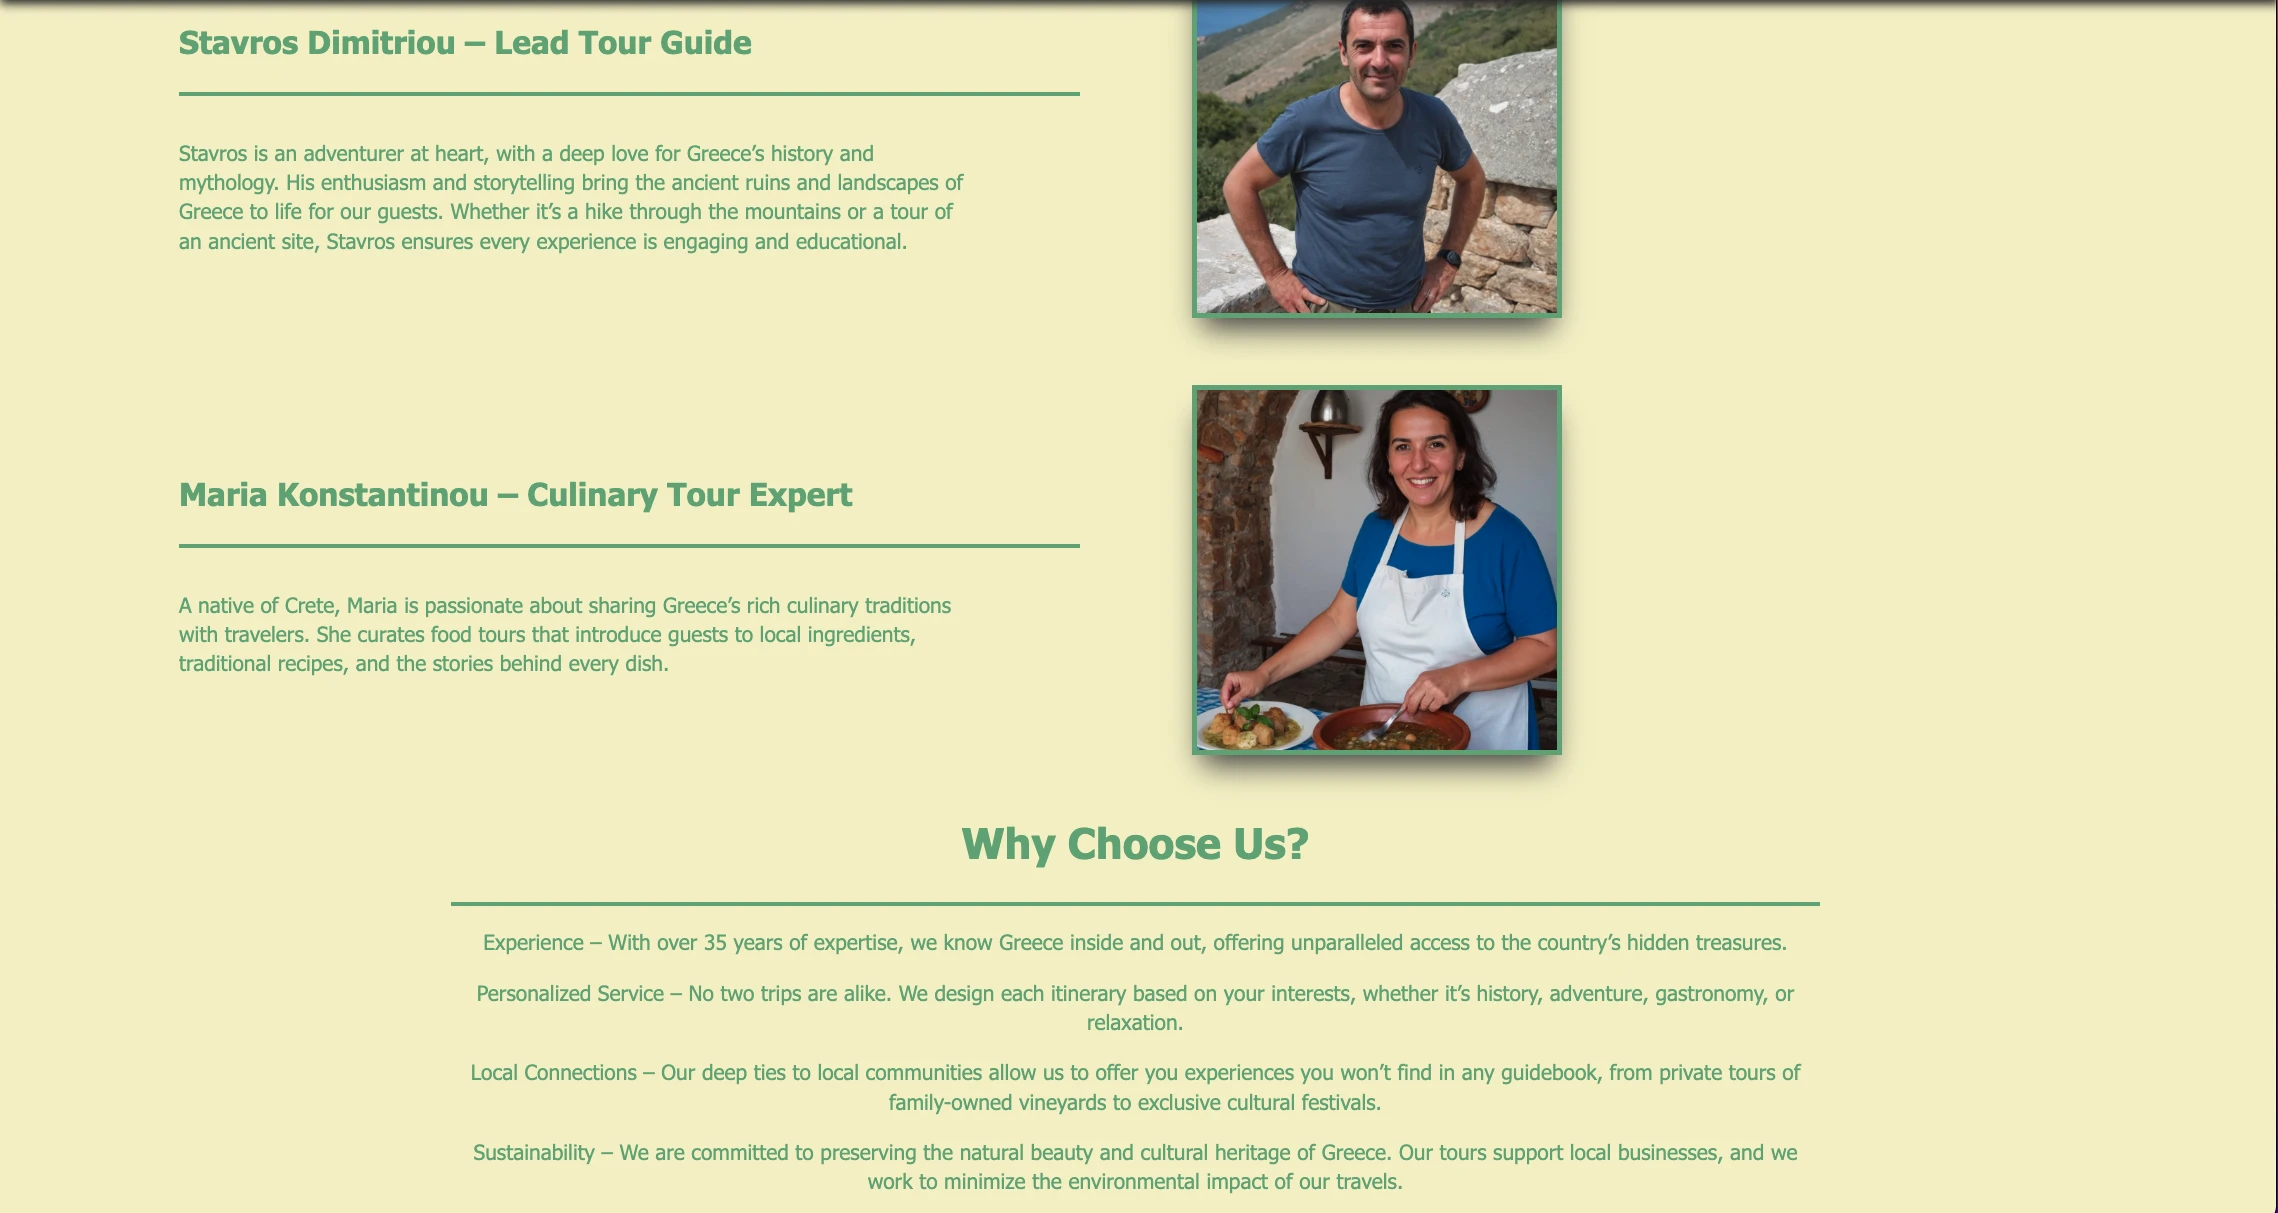 Stavros Dimitriou – Lead Tour Guide
Stavros is an adventurer at heart, with a deep love for Greece’s history and
mythology. His enthusiasm and storytelling bring the ancient ruins and landscapes of
Greece to life for our guests. Whether it’s a hike through the mountains or a tour of
an ancient site, Stavros ensures every experience is engaging and educational.
Maria Konstantinou – Culinary Tour Expert
A native of Crete, Maria is passionate about sharing Greece’s rich culinary traditions
with travelers. She curates food tours that introduce guests to local ingredients,
traditional recipes, and the stories behind every dish.
Why Choose Us?
Experience – With over 35 years of expertise, we know Greece inside and out, offering unparalleled access to the country’s hidden treasures.
Personalized Service – No two trips are alike. We design each itinerary based on your interests, whether it’s history, adventure, gastronomy, or
relaxation.
Local Connections – Our deep ties to local communities allow us to offer you experiences you won’t find in any guidebook, from private tours of
family-owned vineyards to exclusive cultural festivals.
Sustainability – We are committed to preserving the natural beauty and cultural heritage of Greece. Our tours support local businesses, and we
work to minimize the environmental impact of our travels.